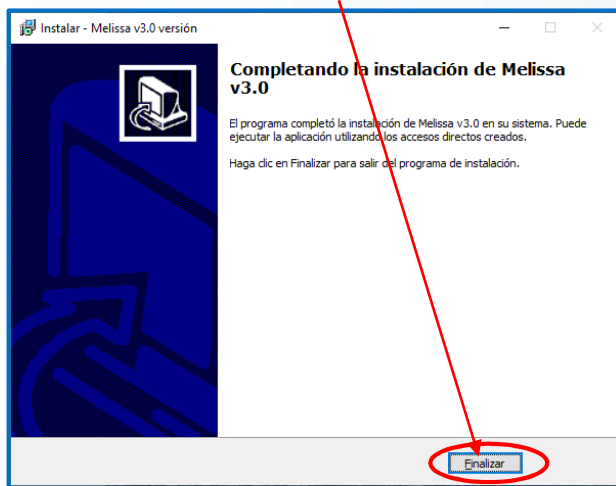 Instalar - Melissa v3.0 versión
Completando la instalación de Melissa
v3.0
El programa completó la instalación de Melissa v3.0 en su sistema. Puede
ejecutar la aplicación utilizando los accesos directos creados.
Haga clic en Finalizar para salir del programa de instalación.
Finalizar